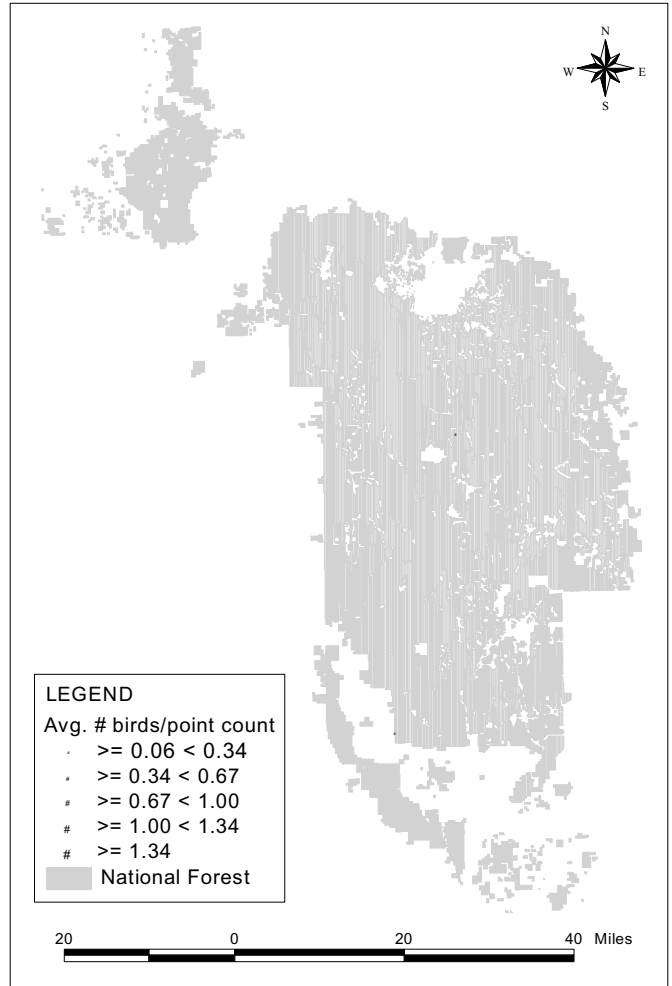 N
W E
S
LEGEND
Avg. # birds/point count
>= 0.06 < 0.34
# >= 0.34 < 0.67
# >= 0.67 < 1.00
# >= 1.00 < 1.34
# >= 1.34
National Forest
20 0 20 40 Miles